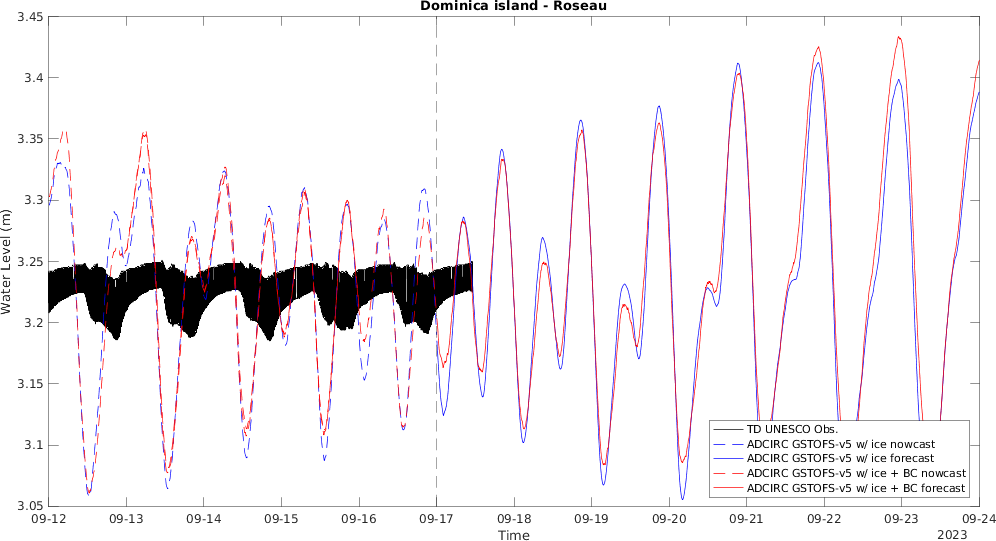 Dominica island - Roseau
3.45
3.4
3.35
3.3
3.25
3.2
3.15
3.1
3.05
Water Level (m)
TD UNESCO Obs.
ADCIRC GSTOFS-v5 w/ ice nowcast
ADCIRC GSTOFS-v5 w/ ice forecast
ADCIRC GSTOFS-v5 w/ ice + BC nowcast
ADCIRC GSTOFS-v5 w/ ice + BC forecast
09-12 09-13 09-14 09-15 09-16 09-17 09-18 09-19 09-20 09-21 09-22 09-23 09-24
Time
2023